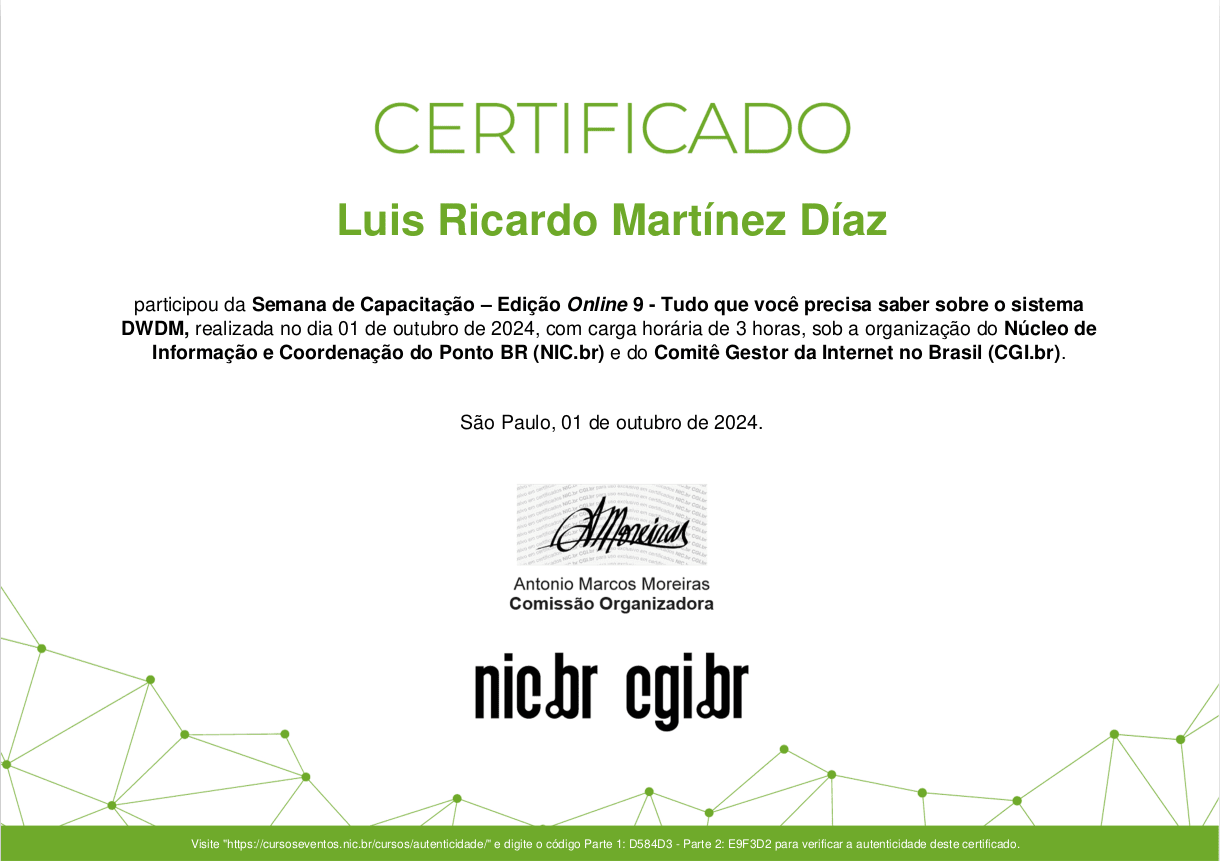 CERTIFICADO
Luis Ricardo Martínez Díaz
participou da Semana de Capacitação – Edição Online 9 - Tudo que você precisa saber sobre o sistema
DWDM, realizada no dia 01 de outubro de 2024, com carga horária de 3 horas, sob a organização do Núcleo de
Informação e Coordenação do Ponto BR (NIC.br) e do Comitê Gestor da Internet no Brasil (CGI.br).
São Paulo, 01 de outubro de 2024.
AMoreiras
Antonio Marcos Moreiras
Comissão Organizadora
nic.br cgi.br
Visite "https://cursoseventos.nic.br/cursos/autenticidade/" e digite o código Parte 1: D584D3 - Parte 2: E9F3D2 para verificar a autenticidade deste certificado.